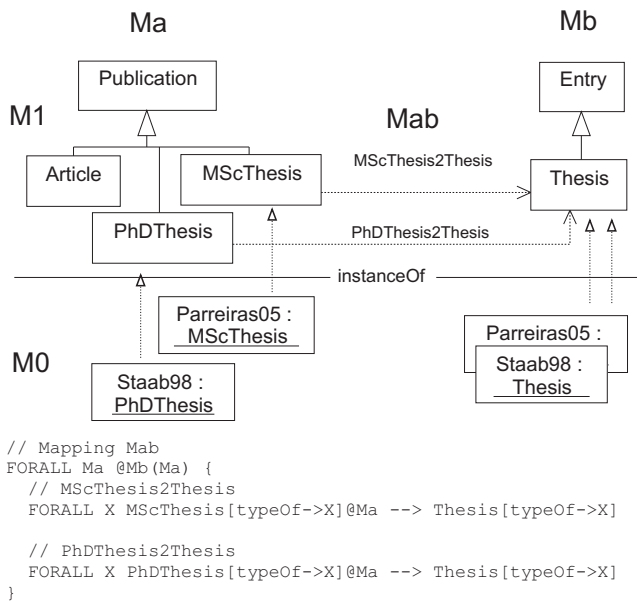 Ma
Mb
Publication
Entry
M1
Mab
Article
MScThesis
MScThesis2Thesis
Thesis
PhDThesis
PhDThesis2Thesis
instanceOf
Parreiras05 :
MScThesis
Parreiras05 :
M0
Staab98 :
PhDThesis
Staab98 :
Thesis
// Mapping Mab
FORALL Ma @Mb(Ma) {
// MScThesis2Thesis
FORALL X MScThesis[typeOf->X]@Ma --> Thesis[typeOf->X]
// PhDThesis2Thesis
FORALL X PhDThesis[typeOf->X]@Ma --> Thesis[typeOf->X]
}